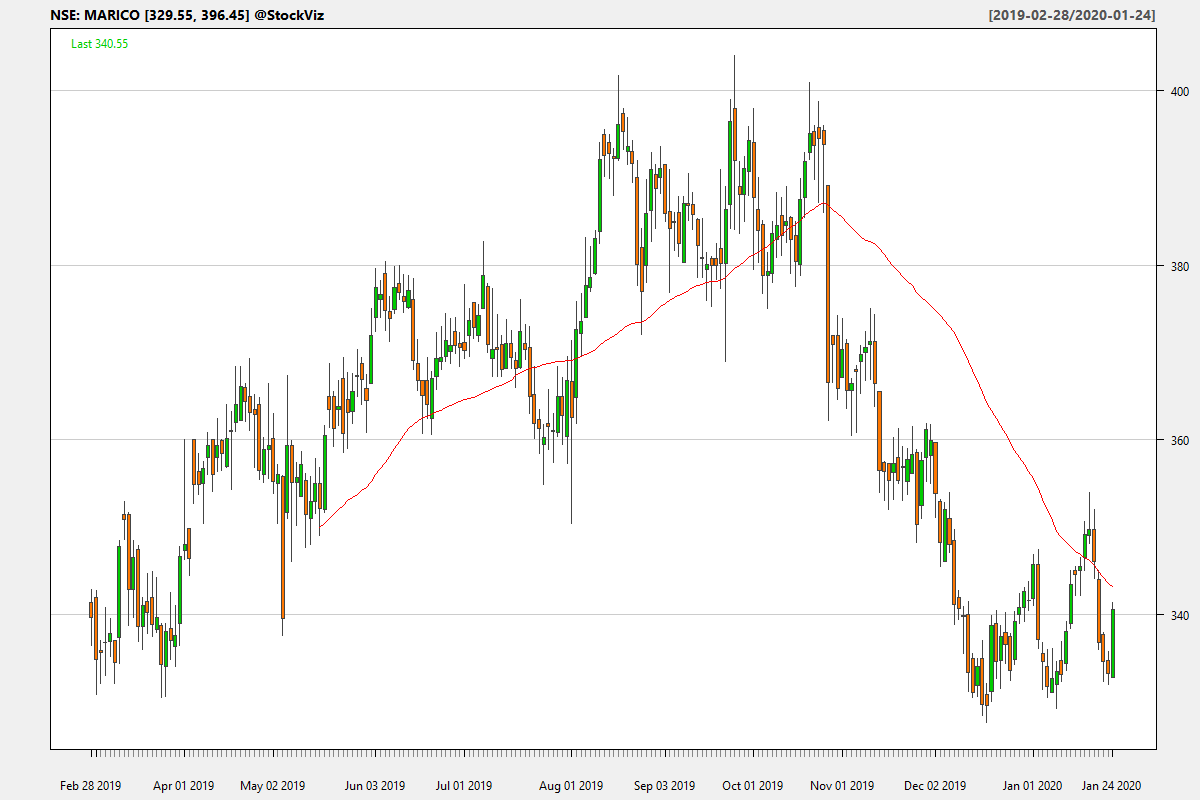 NSE: MARICO [329.55, 396.45] @StockViz
[2019-02-28/2020-01-24]
Last 340.55
400
380
360
340
Feb 28 2019 Apr 01 2019 May 02 2019 Jun 03 2019 Jul 01 2019 Aug 01 2019 Sep 03 2019 Oct 01 2019 Nov 01 2019 Dec 02 2019 Jan 01 2020 Jan 24 2020